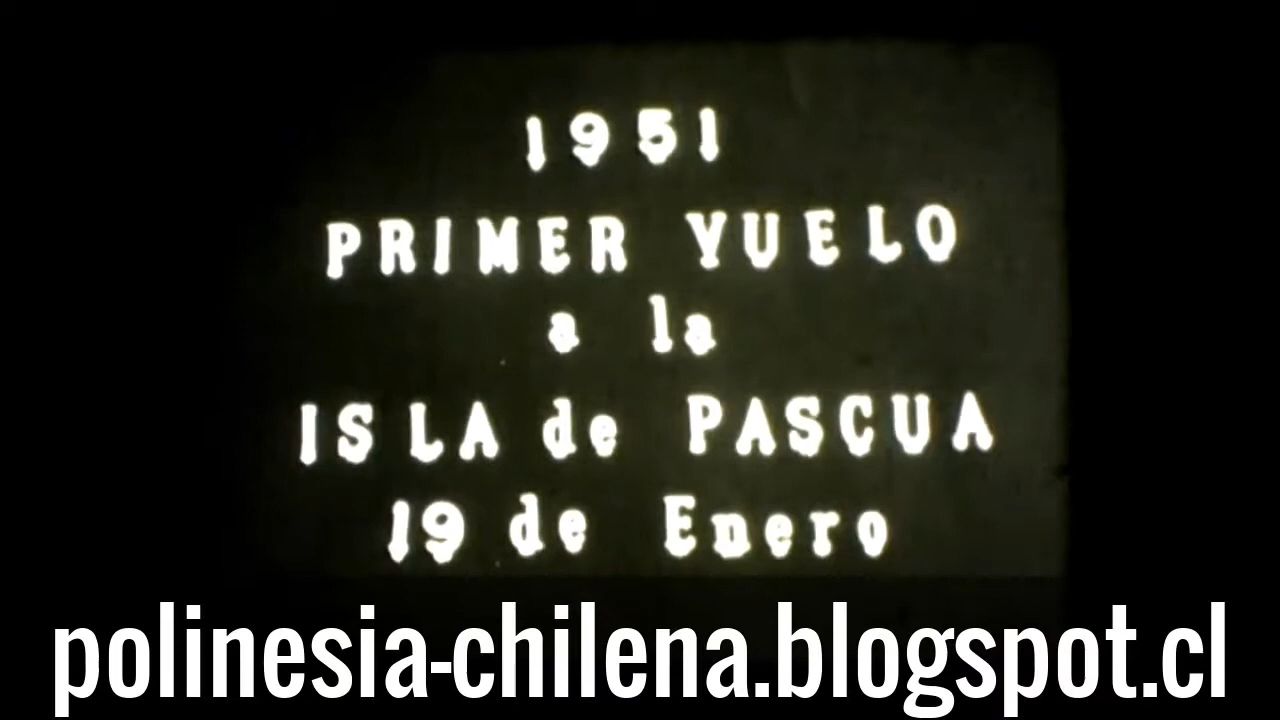 1951
PRIMER VUELO
a la
ISLA de PASCUA
19 de Enero
polinesia-chilena.blogspot.cl